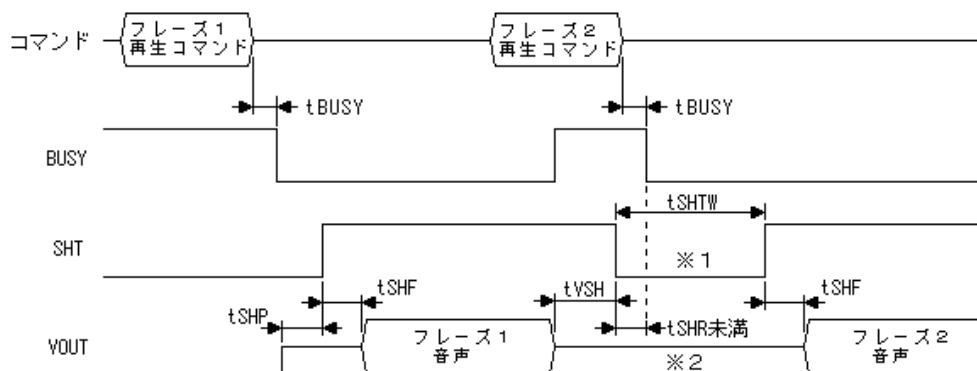 コマンド
フレーズ1
再生コマンド
フレーズ2
再生コマンド
tBUSY
tBUSY
BUSY
tSHTW
SHT
※1
tSHP
tSHF
tVSH
tSHR未満
tSHF
VOUT
フレーズ1
音声
※2
フレーズ2
音声